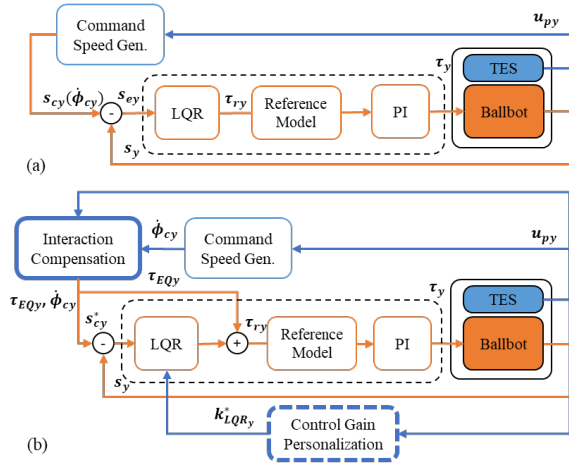 Command
Speed Gen.
u_py
s_cy(ϕ̇_cy)
s_ey
-
s_y
LQR
τ_ry
Reference
Model
PI
τ_y
TES
Ballbot
(a)
Interaction
Compensation
ϕ̇_cy
Command
Speed Gen.
u_py
τ_EQy
τ_EQy, ϕ̇_cy
s*_cy
-
s_y
LQR
+
τ_ry
Reference
Model
PI
τ_y
TES
Ballbot
k*_LQR_y
Control Gain
Personalization
(b)